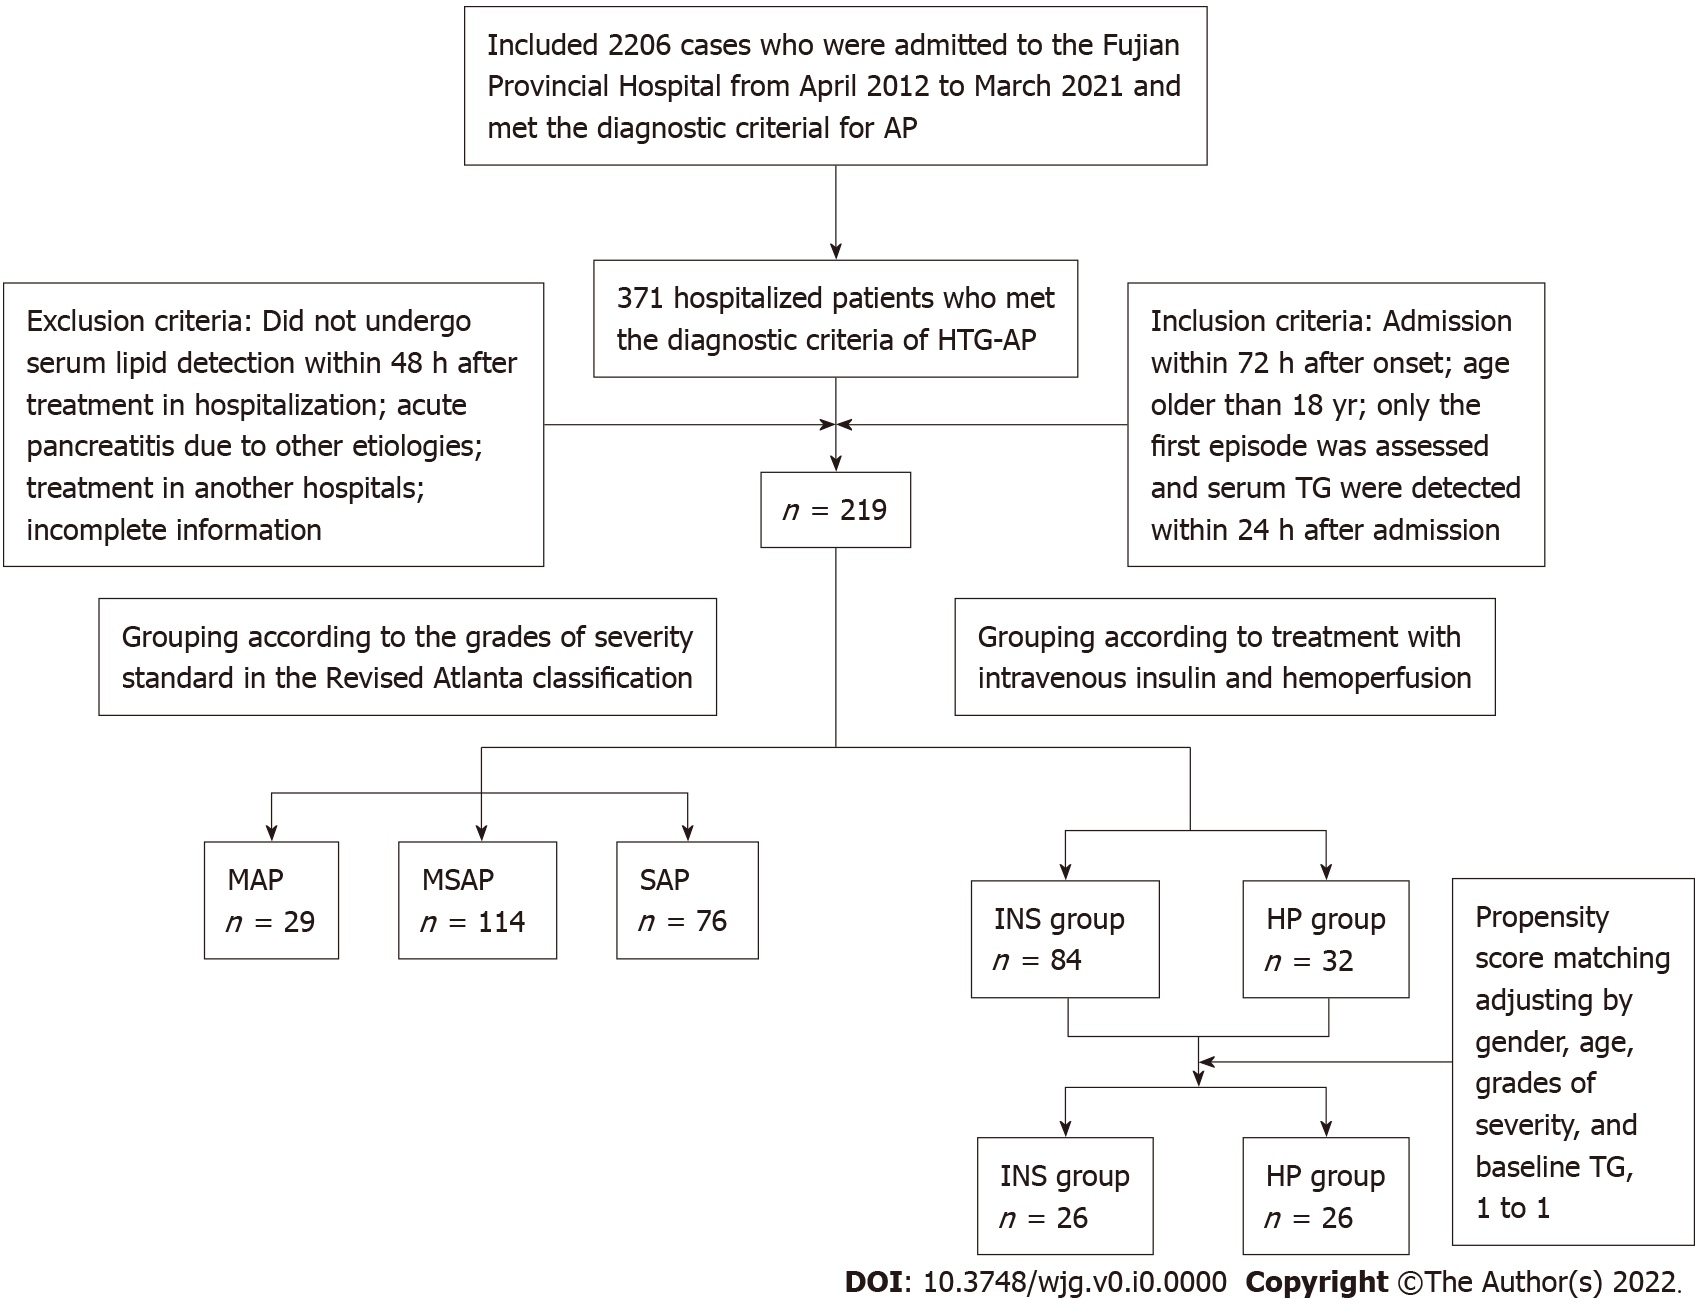 Included 2206 cases who were admitted to the Fujian
Provincial Hospital from April 2012 to March 2021 and
met the diagnostic criterial for AP
371 hospitalized patients who met
the diagnostic criteria of HTG-AP
Exclusion criteria: Did not undergo
serum lipid detection within 48 h after
treatment in hospitalization; acute
pancreatitis due to other etiologies;
treatment in another hospitals;
incomplete information
Inclusion criteria: Admission
within 72 h after onset; age
older than 18 yr; only the
first episode was assessed
and serum TG were detected
within 24 h after admission
n = 219
Grouping according to the grades of severity
standard in the Revised Atlanta classification
Grouping according to treatment with
intravenous insulin and hemoperfusion
MAP
n = 29
MSAP
n = 114
SAP
n = 76
INS group
n = 84
HP group
n = 32
Propensity
score matching
adjusting by
gender, age,
grades of
severity, and
baseline TG,
1 to 1
INS group
n = 26
HP group
n = 26
DOI: 10.3748/wjg.v0.i0.0000 Copyright ©The Author(s) 2022.